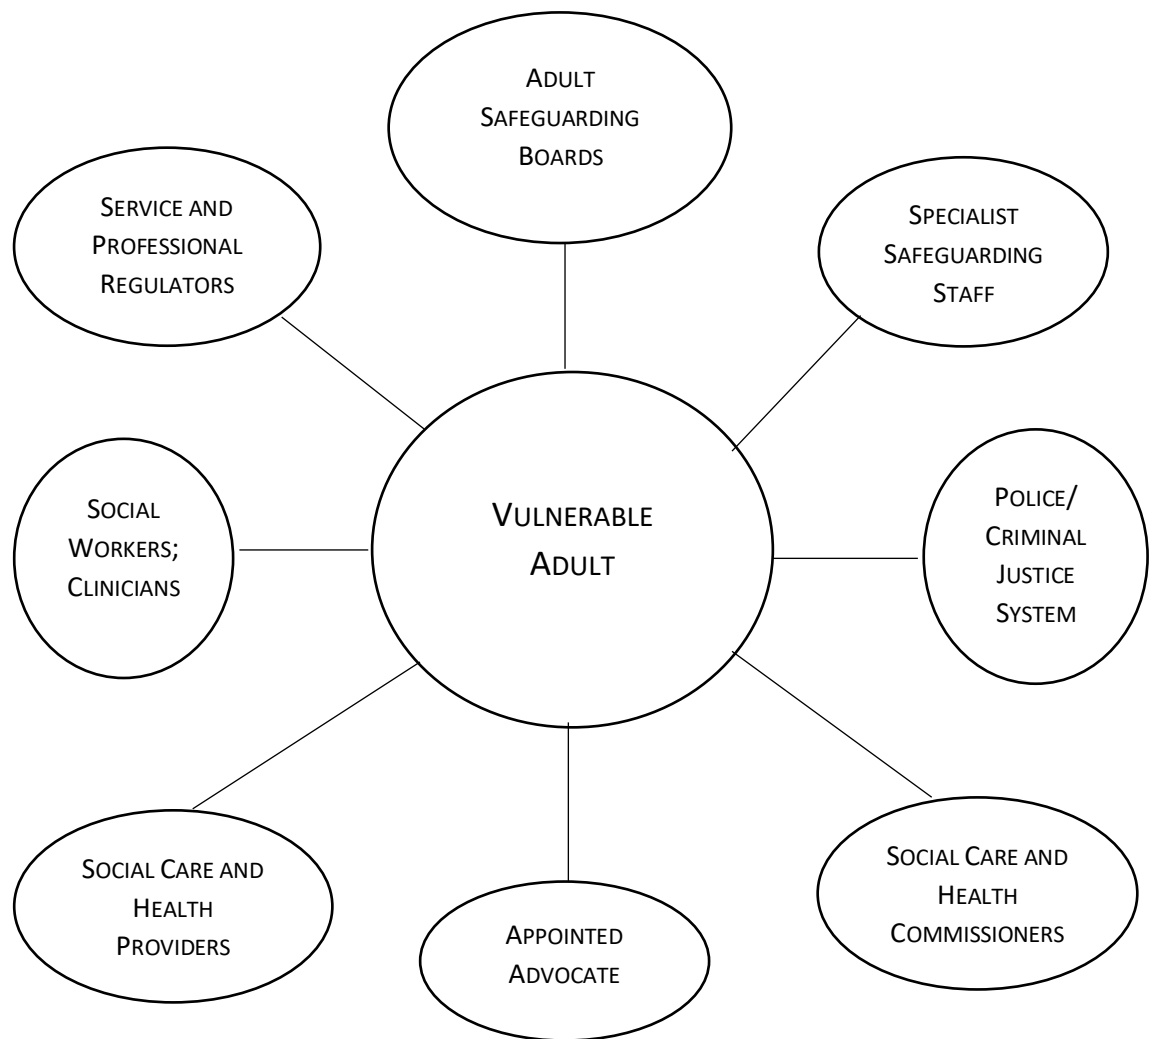 ADULT
SAFEGUARDING
BOARDS
SERVICE AND
PROFESSIONAL
REGULATORS
SPECIALIST
SAFEGUARDING
STAFF
SOCIAL
WORKERS;
CLINICIANS
VULNERABLE
ADULT
POLICE/
CRIMINAL
JUSTICE
SYSTEM
SOCIAL CARE AND
HEALTH
PROVIDERS
APPOINTED
ADVOCATE
SOCIAL CARE AND
HEALTH
COMMISSIONERS